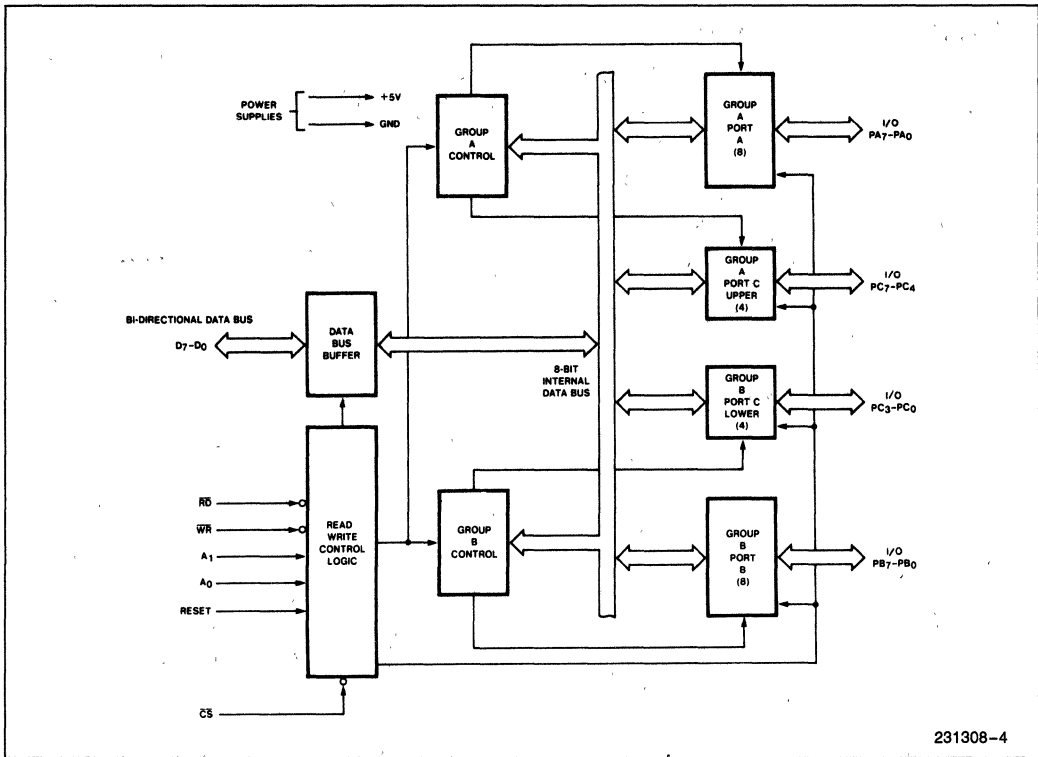 POWER
SUPPLIES
+5V
GND
GROUP
A
CONTROL
GROUP
A
PORT
A
(8)
I/O
PA7-PA0
GROUP
A
PORT C
UPPER
(4)
I/O
PC7-PC4
BI-DIRECTIONAL DATA BUS
D7-D0
DATA
BUS
BUFFER
8-BIT
INTERNAL
DATA BUS
GROUP
B
PORT C
LOWER
(4)
I/O
PC3-PC0
RD
WR
A1
A0
RESET
READ
WRITE
CONTROL
LOGIC
GROUP
B
CONTROL
GROUP
B
PORT
B
(8)
I/O
PB7-PB0
CS
231308-4